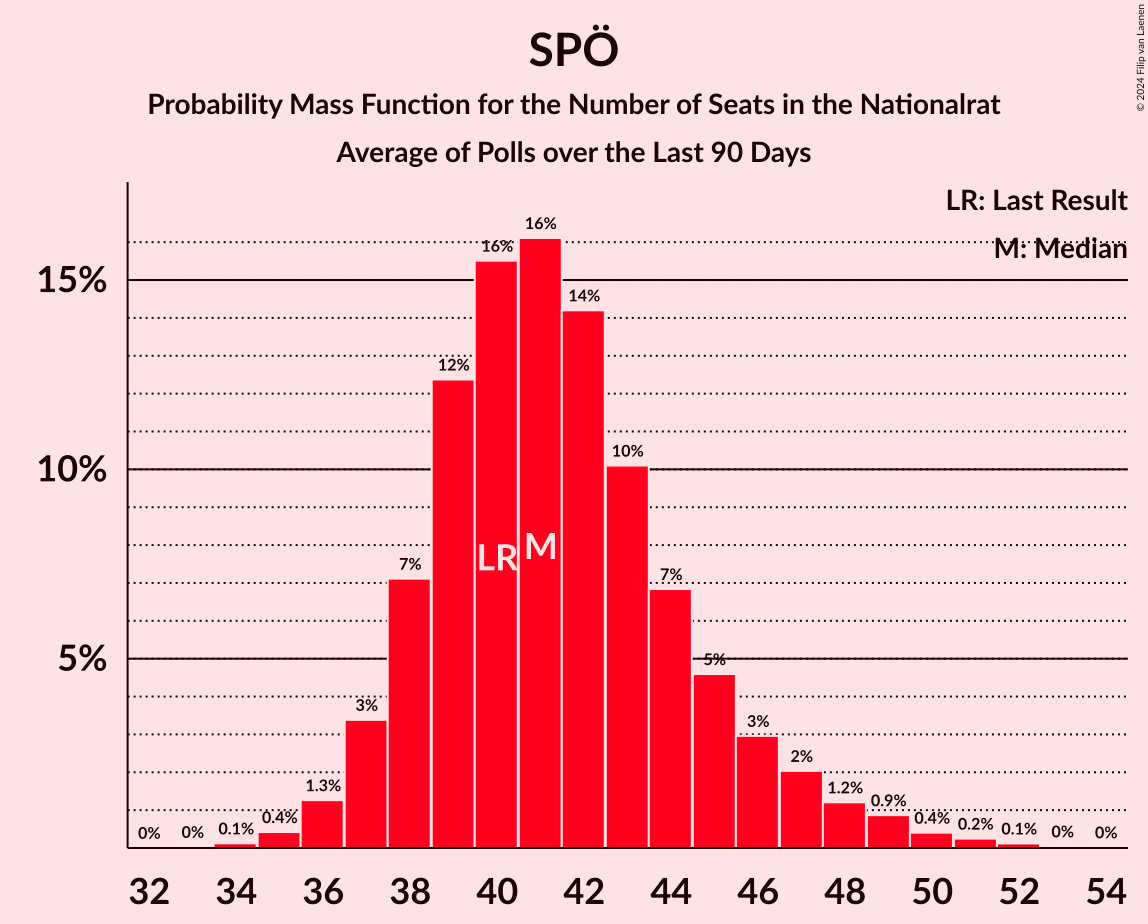 SPÖ
Probability Mass Function for the Number of Seats in the Nationalrat
Average of Polls over the Last 90 Days
© 2024 Filip van Laenen
LR: Last Result
M: Median
15%
10%
5%
0%
0%
0.1%
0.4%
1.3%
3%
7%
12%
16%
16%
14%
10%
7%
5%
3%
2%
1.2%
0.9%
0.4%
0.2%
0.1%
0%
0%
LR
M
32 34 36 38 40 42 44 46 48 50 52 54